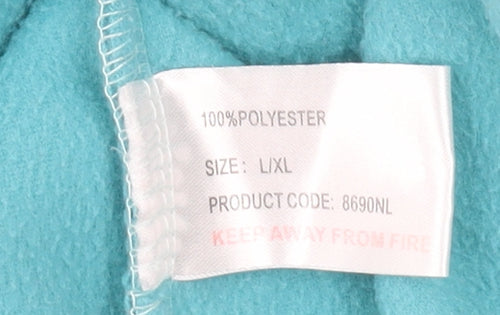 100%POLYESTER
SIZE: L/XL
PRODUCT CODE: 8690NL
KEEP AWAY FROM FIRE